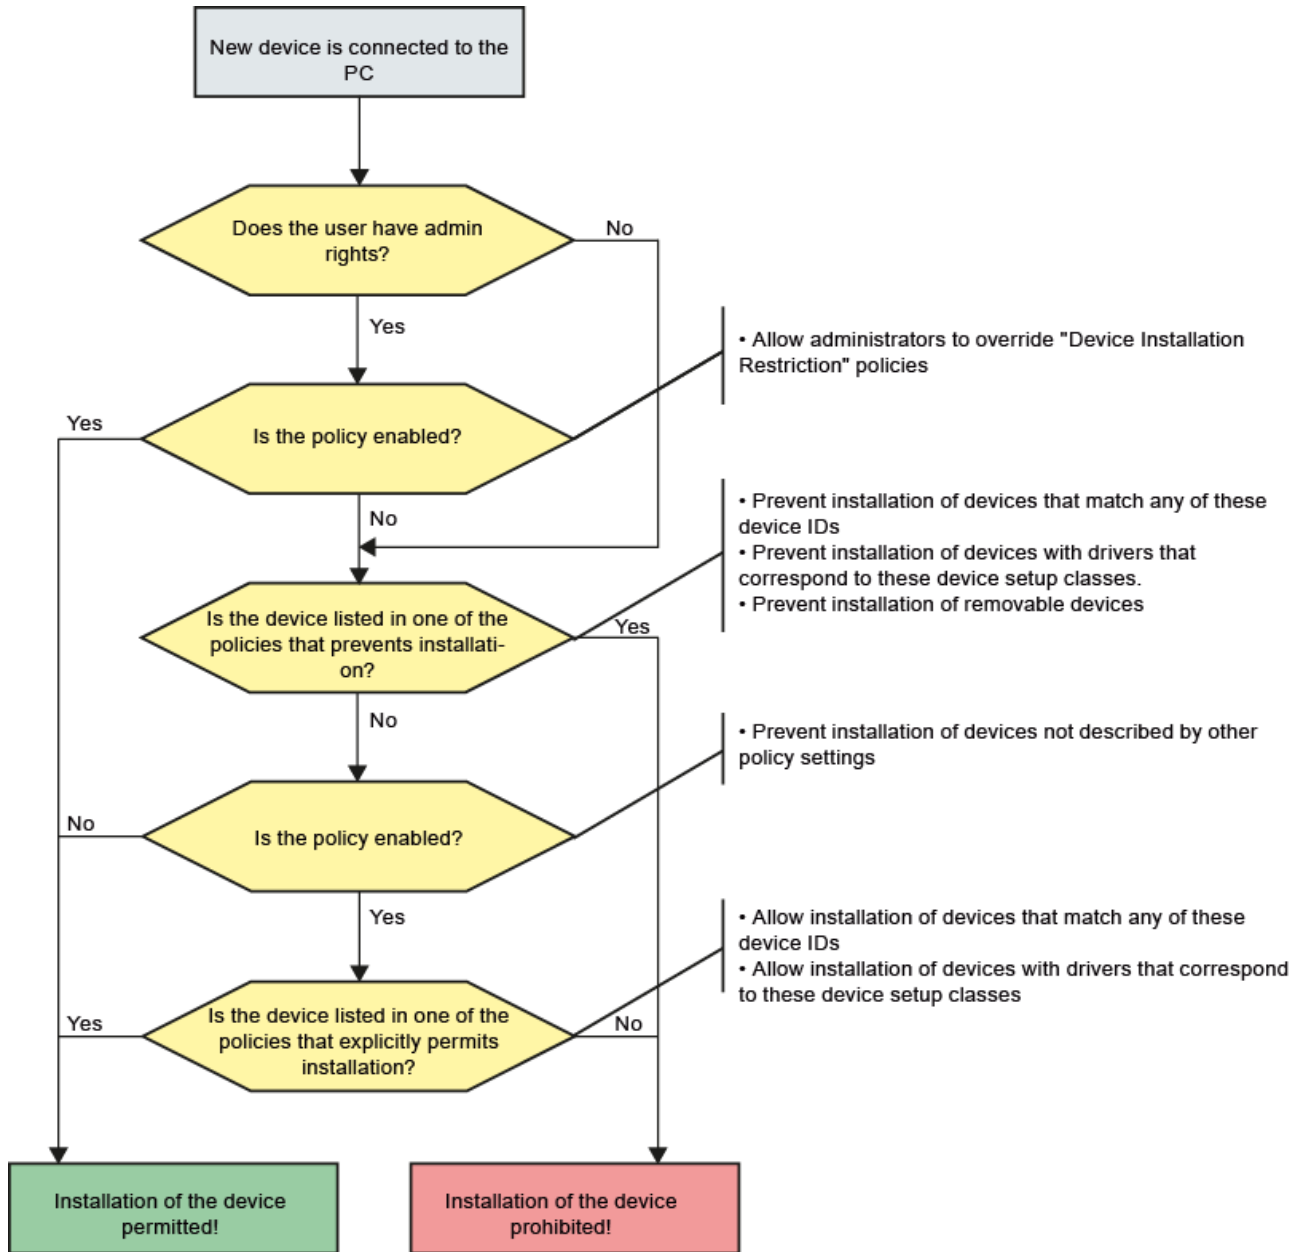 New device is connected to the
PC
Does the user have admin
rights?
No
Yes
• Allow administrators to override "Device Installation
Restriction" policies
Yes
Is the policy enabled?
No
• Prevent installation of devices that match any of these
device IDs
• Prevent installation of devices with drivers that
correspond to these device setup classes.
• Prevent installation of removable devices
Is the device listed in one of the
policies that prevents installati-
on?
Yes
No
• Prevent installation of devices not described by other
policy settings
No
Is the policy enabled?
Yes
• Allow installation of devices that match any of these
device IDs
• Allow installation of devices with drivers that correspond
to these device setup classes
Yes
Is the device listed in one of the
policies that explicitly permits
installation?
No
Installation of the device
permitted!
Installation of the device
prohibited!